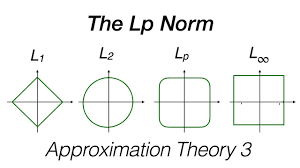 The Lp Norm
L1 L2 Lp L∞
Approximation Theory 3